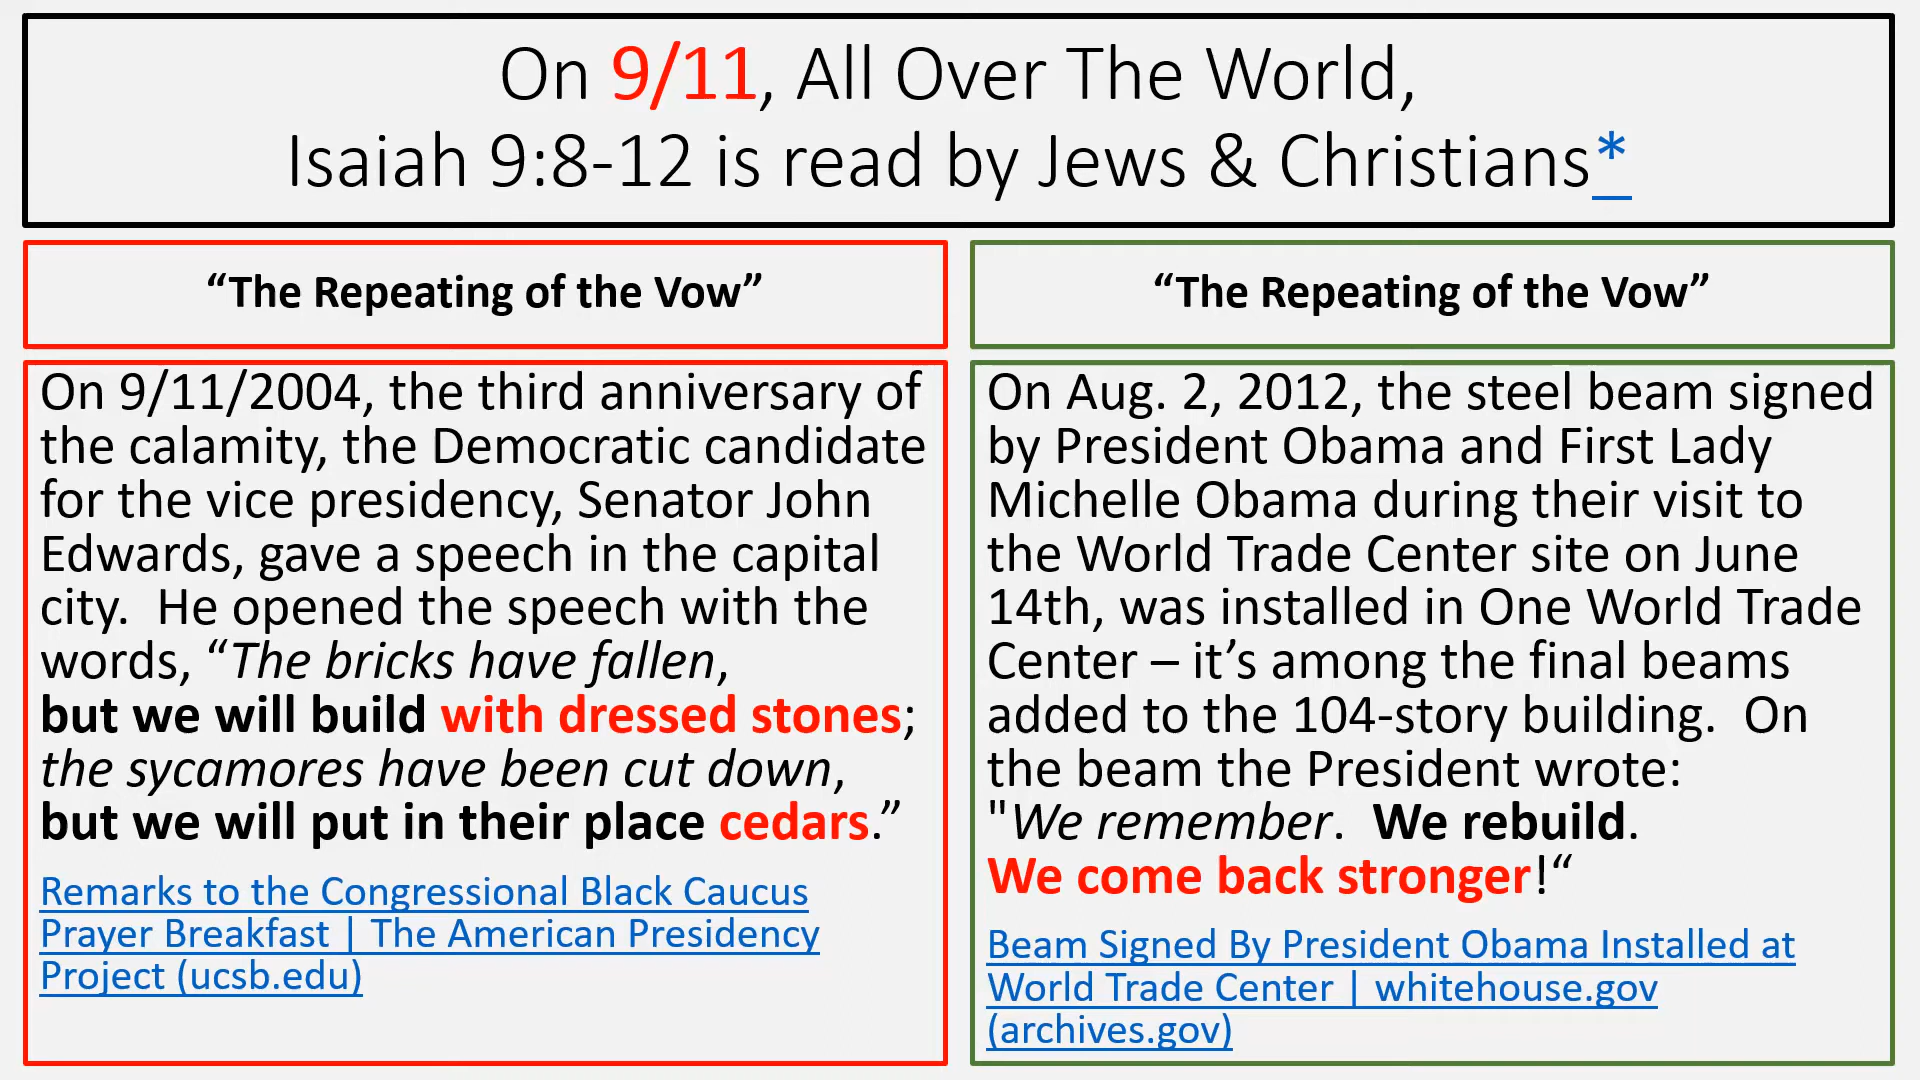 On 9/11, All Over The World,
Isaiah 9:8-12 is read by Jews & Christians*
“The Repeating of the Vow”
On 9/11/2004, the third anniversary of
the calamity, the Democratic candidate
for the vice presidency, Senator John
Edwards, gave a speech in the capital
city.  He opened the speech with the
words, “The bricks have fallen,
but we will build with dressed stones;
the sycamores have been cut down,
but we will put in their place cedars.”
Remarks to the Congressional Black Caucus
Prayer Breakfast | The American Presidency
Project (ucsb.edu)
“The Repeating of the Vow”
On Aug. 2, 2012, the steel beam signed
by President Obama and First Lady
Michelle Obama during their visit to
the World Trade Center site on June
14th, was installed in One World Trade
Center – it’s among the final beams
added to the 104-story building.  On
the beam the President wrote:
"We remember.  We rebuild.
We come back stronger!“
Beam Signed By President Obama Installed at
World Trade Center | whitehouse.gov
(archives.gov)